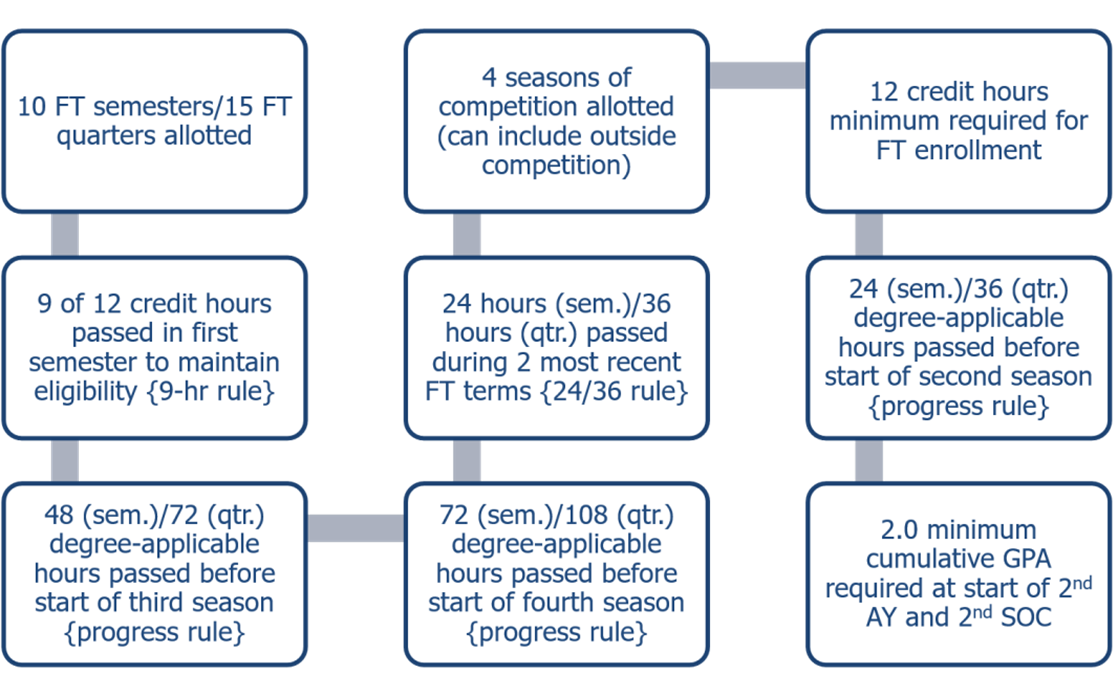 10 FT semesters/15 FT
quarters allotted
9 of 12 credit hours
passed in first
semester to maintain
eligibility {9-hr rule}
48 (sem.)/72 (qtr.)
degree-applicable
hours passed before
start of third season
{progress rule}
72 (sem.)/108 (qtr.)
degree-applicable
hours passed before
start of fourth season
{progress rule}
24 hours (sem.)/36
hours (qtr.) passed
during 2 most recent
FT terms {24/36 rule}
4 seasons of
competition allotted
(can include outside
competition)
12 credit hours
minimum required for
FT enrollment
24 (sem.)/36 (qtr.)
degree-applicable
hours passed before
start of second season
{progress rule}
2.0 minimum
cumulative GPA
required at start of 2nd
AY and 2nd SOC